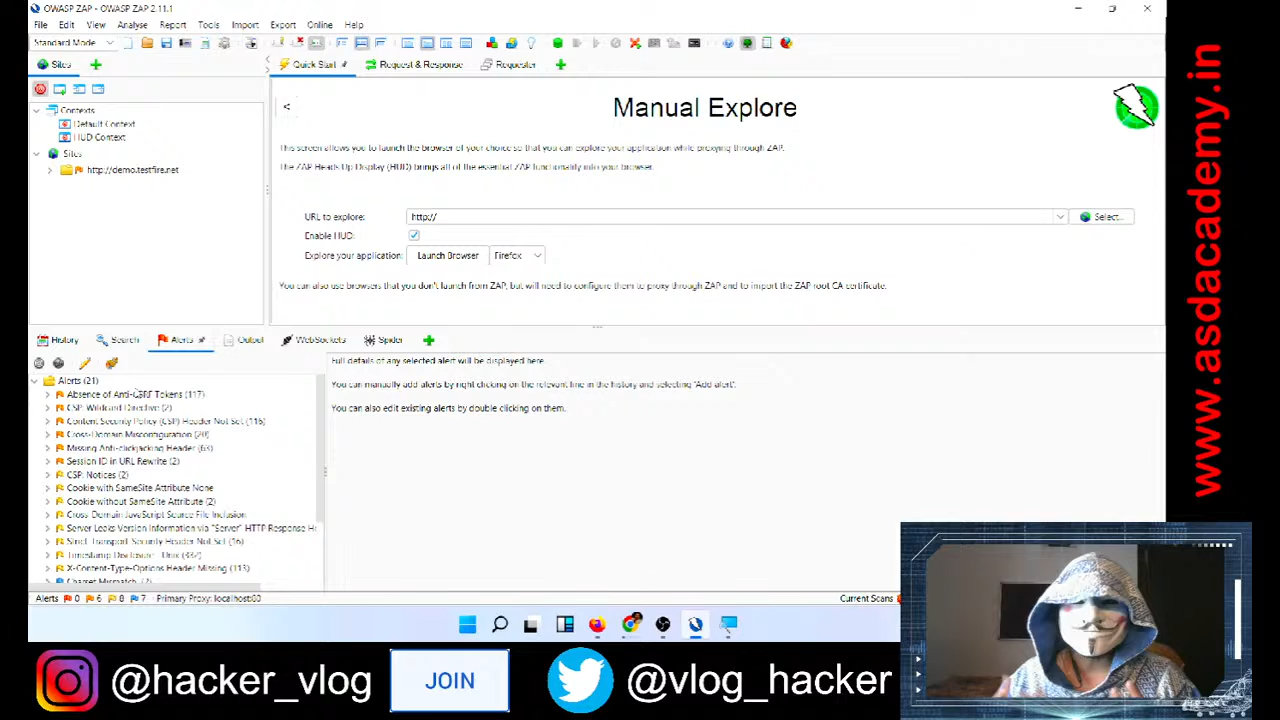 OWASP ZAP - OWASP ZAP 2.11.1
File Edit View Analyse Report Tools Import Export Online Help
Standard Mode
Sites
Quick Start
Request & Response
Requester
Contexts
Default Context
HUD Context
Sites
http://demo.testfire.net
<
Manual Explore
This screen allows you to launch the browser of your choice so that you can explore your application while proxying through ZAP.
The ZAP Heads Up Display (HUD) brings all of the essential ZAP functionality into your browser.
URL to explore:
http://
Select...
Enable HUD:
Explore your application:
Launch Browser
Firefox
You can also use browsers that you don't launch from ZAP, but will need to configure them to proxy through ZAP and to import the ZAP root CA certificate.
History
Search
Alerts
Output
WebSockets
Spider
Alerts (21)
Absence of Anti-CSRF Tokens (117)
CSP: Wildcard Directive (2)
Content Security Policy (CSP) Header Not Set (116)
Cross-Domain Misconfiguration (20)
Missing Anti-clickjacking Header (63)
Session ID in URL Rewrite (2)
CSP: Notices (2)
Cookie with SameSite Attribute None
Cookie without SameSite Attribute (2)
Cross-Domain JavaScript Source File Inclusion
Server Leaks Version Information via "Server" HTTP Response H
Strict-Transport-Security Header Not Set
Timestamp Disclosure - Unix (332)
X-Content-Type-Options Header Missing (113)
Charset Mismatch
Full details of any selected alert will be displayed here.
You can manually add alerts by right clicking on the relevant line in the history and selecting "Add alert".
You can also edit existing alerts by double clicking on them.
Alerts 0 6 8 7 Primary Proxy: localhost:80
Current Scans
www.asdacademy.in
@hacker_vlog
JOIN
@vlog_hacker